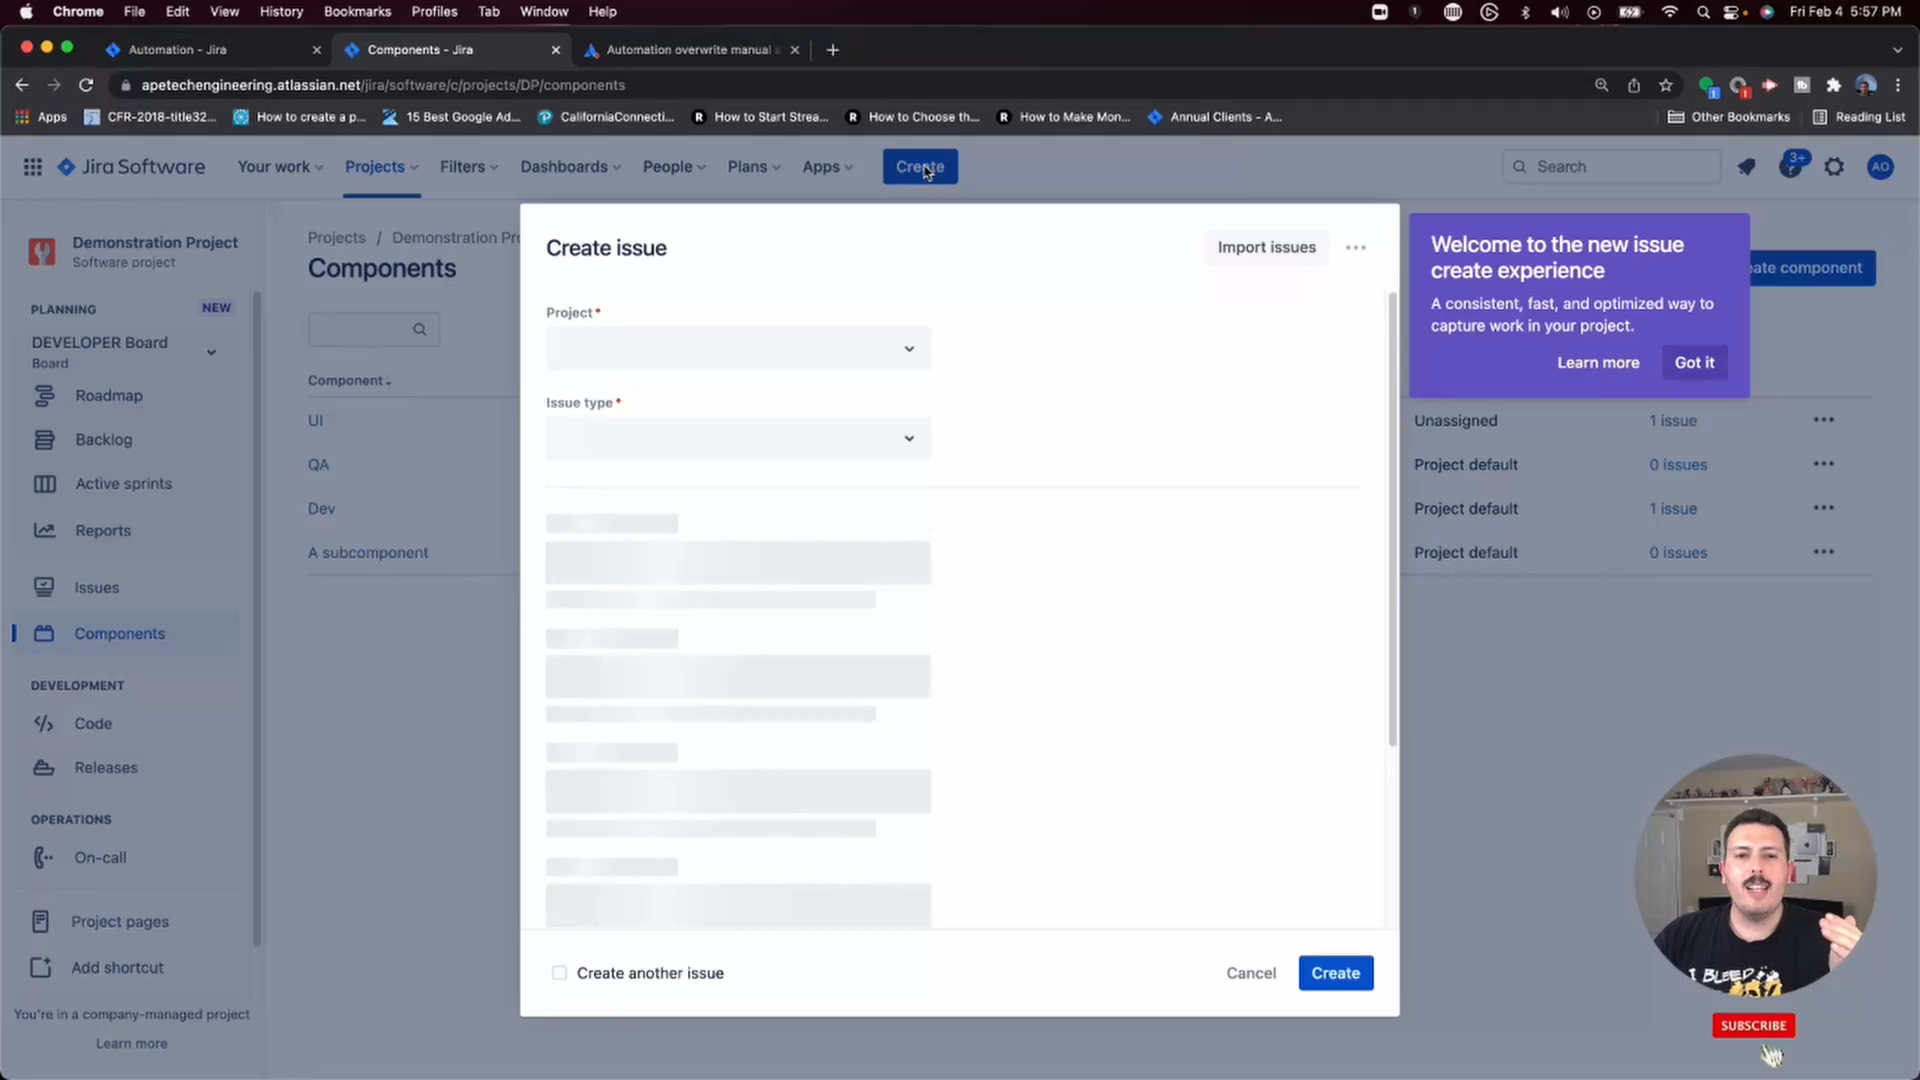 Chrome File Edit View History Bookmarks Profiles Tab Window Help
1
Fri Feb 4 5:57 PM
Automation - Jira
Components - Jira
Automation overwrite manual
apetechengineering.atlassian.net/jira/software/c/projects/DP/components
1
1
Apps
CFR-2018-title32...
How to create a p...
15 Best Google Ad...
CaliforniaConnecti...
How to Start Strea...
How to Choose th...
How to Make Mon...
Annual Clients - A...
Other Bookmarks
Reading List
Jira Software
Your work
Projects
Filters
Dashboards
People
Plans
Apps
Create
Search
3+
AO
Demonstration Project
Software project
PLANNING
NEW
DEVELOPER Board
Board
Roadmap
Backlog
Active sprints
Reports
Issues
Components
DEVELOPMENT
Code
Releases
OPERATIONS
On-call
Project pages
Add shortcut
You're in a company-managed project
Learn more
Projects / Demonstration Pro
Components
Component
UI
QA
Dev
A subcomponent
Create issue
Import issues
Project *
Issue type *
Create another issue
Cancel
Create
Welcome to the new issue
create experience
A consistent, fast, and optimized way to
capture work in your project.
Learn more
Got it
ate component
Unassigned
1 issue
Project default
0 issues
Project default
1 issue
Project default
0 issues
I BLEED
SUBSCRIBE